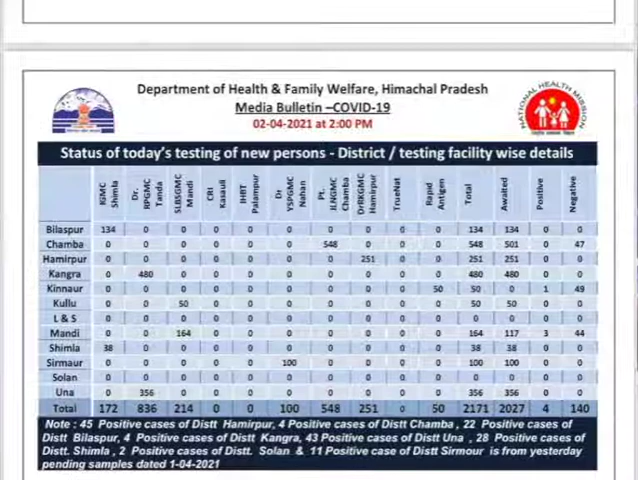 Department of Health & Family Welfare, Himachal Pradesh
Media Bulletin –COVID-19
02-04-2021 at 2:00 PM
NATIONAL HEALTH MISSION
Status of today's testing of new persons - District / testing facility wise details
IGMC Shimla Dr. RPGMC Tanda SLBSGMC Mandi CRI Kasauli IHBT Palampur Dr YSPGMC Nahan Pt. JLNGMC Chamba DrRKGMC Hamirpur TrueNat Rapid Antigen Total Awaited Positive Negative
Bilaspur 134 0 0 0 0 0 0 0 0 0 134 134 0 0
Chamba 0 0 0 0 0 0 548 0 0 0 548 501 0 47
Hamirpur 0 0 0 0 0 0 0 251 0 0 251 251 0 0
Kangra 0 480 0 0 0 0 0 0 0 0 480 480 0 0
Kinnaur 0 0 0 0 0 0 0 0 0 50 50 0 1 49
Kullu 0 0 50 0 0 0 0 0 0 0 50 50 0 0
L & S 0 0 0 0 0 0 0 0 0 0 0 0 0 0
Mandi 0 0 164 0 0 0 0 0 0 0 164 117 3 44
Shimla 38 0 0 0 0 0 0 0 0 0 38 38 0 0
Sirmaur 0 0 0 0 0 100 0 0 0 0 100 100 0 0
Solan 0 0 0 0 0 0 0 0 0 0 0 0 0 0
Una 0 356 0 0 0 0 0 0 0 0 356 356 0 0
Total 172 836 214 0 0 100 548 251 0 50 2171 2027 4 140
Note : 45 Positive cases of Distt Hamirpur, 4 Positive cases of Distt Chamba , 22 Positive cases of
Distt Bilaspur, 4 Positive cases of Distt Kangra, 43 Positive cases of Distt Una , 28 Positive cases of
Distt. Shimla , 2 Positive cases of Distt. Solan & 11 Positive case of Distt Sirmour is from yesterday
pending samples dated 1-04-2021